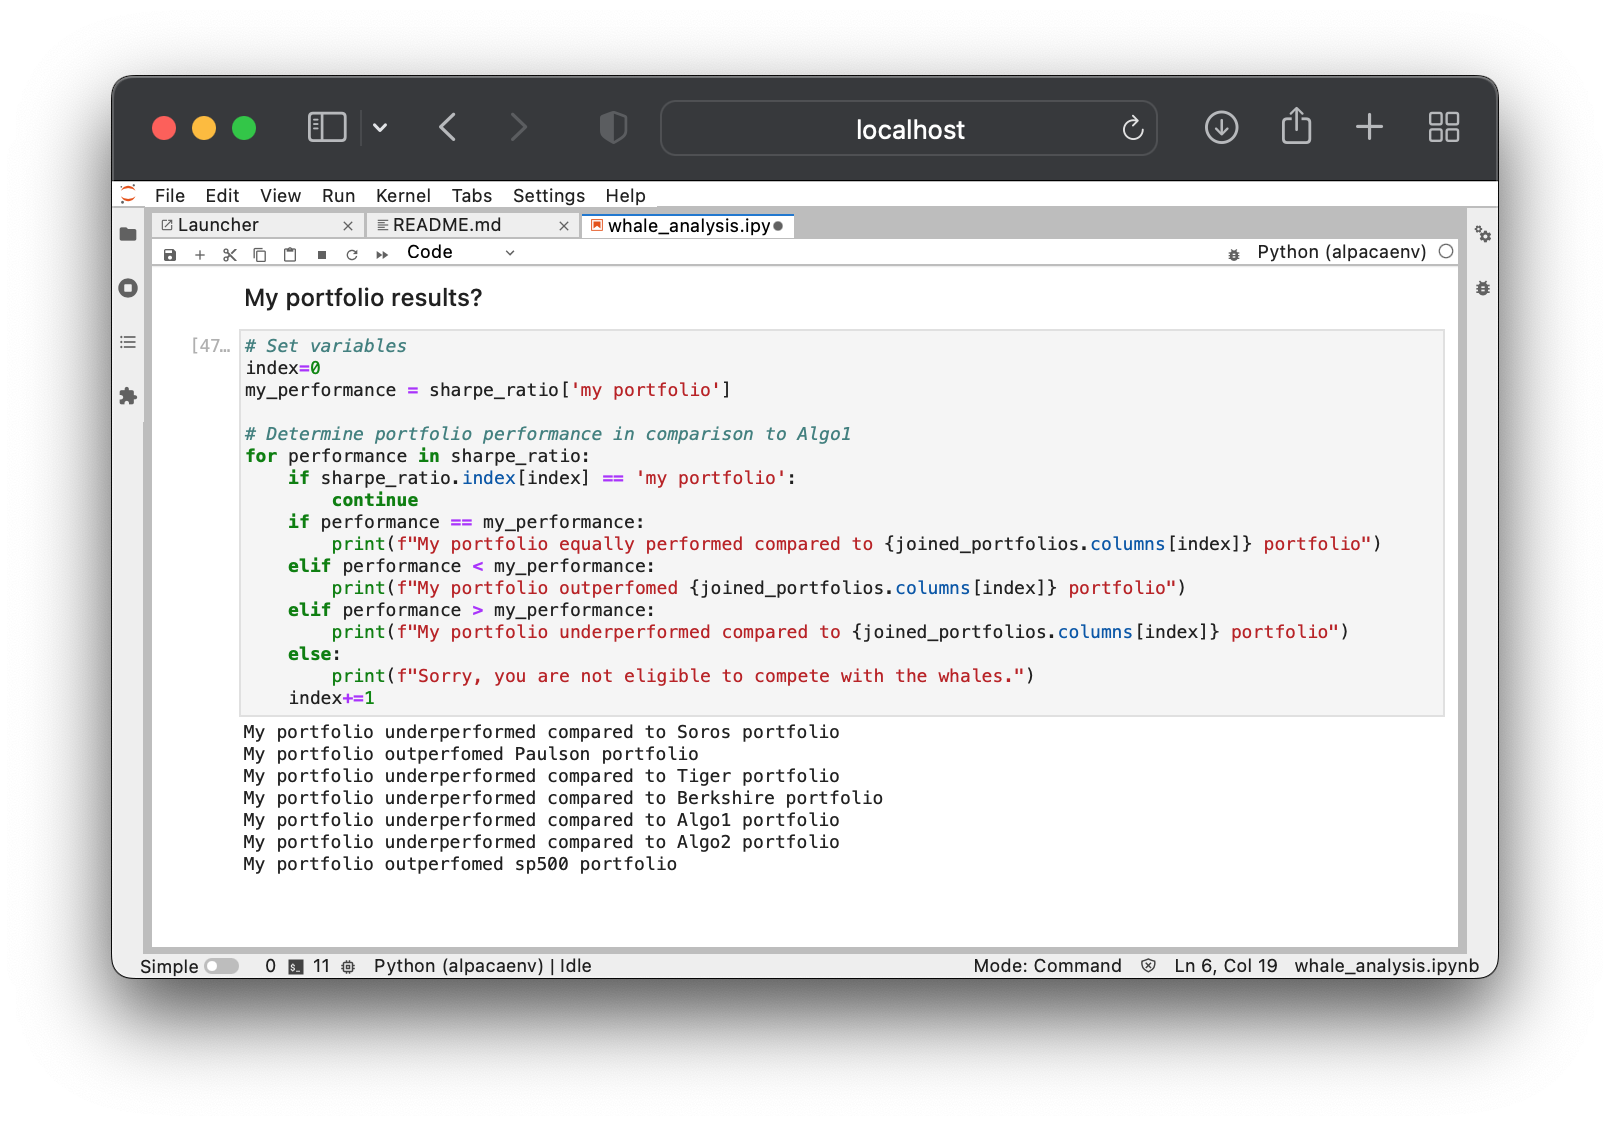 localhost
File Edit View Run Kernel Tabs Settings Help
Launcher README.md whale_analysis.ipy
Code Python (alpacaenv)
My portfolio results?
[47…
# Set variables
index=0
my_performance = sharpe_ratio['my portfolio']
# Determine portfolio performance in comparison to Algo1
for performance in sharpe_ratio:
    if sharpe_ratio.index[index] == 'my portfolio':
        continue
    if performance == my_performance:
        print(f"My portfolio equally performed compared to {joined_portfolios.columns[index]} portfolio")
    elif performance < my_performance:
        print(f"My portfolio outperfomed {joined_portfolios.columns[index]} portfolio")
    elif performance > my_performance:
        print(f"My portfolio underperformed compared to {joined_portfolios.columns[index]} portfolio")
    else:
        print(f"Sorry, you are not eligible to compete with the whales.")
    index+=1
My portfolio underperformed compared to Soros portfolio
My portfolio outperfomed Paulson portfolio
My portfolio underperformed compared to Tiger portfolio
My portfolio underperformed compared to Berkshire portfolio
My portfolio underperformed compared to Algo1 portfolio
My portfolio underperformed compared to Algo2 portfolio
My portfolio outperfomed sp500 portfolio
Simple 0 $_ 11 Python (alpacaenv) | Idle Mode: Command Ln 6, Col 19 whale_analysis.ipynb